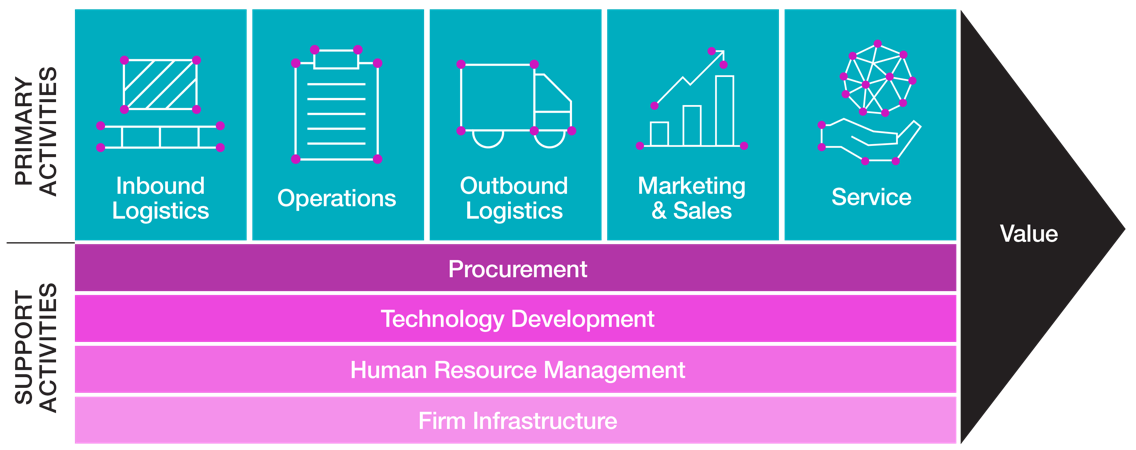 PRIMARY
ACTIVITIES
Inbound
Logistics
Operations
Outbound
Logistics
Marketing
& Sales
Service
Value
SUPPORT
ACTIVITIES
Procurement
Technology Development
Human Resource Management
Firm Infrastructure